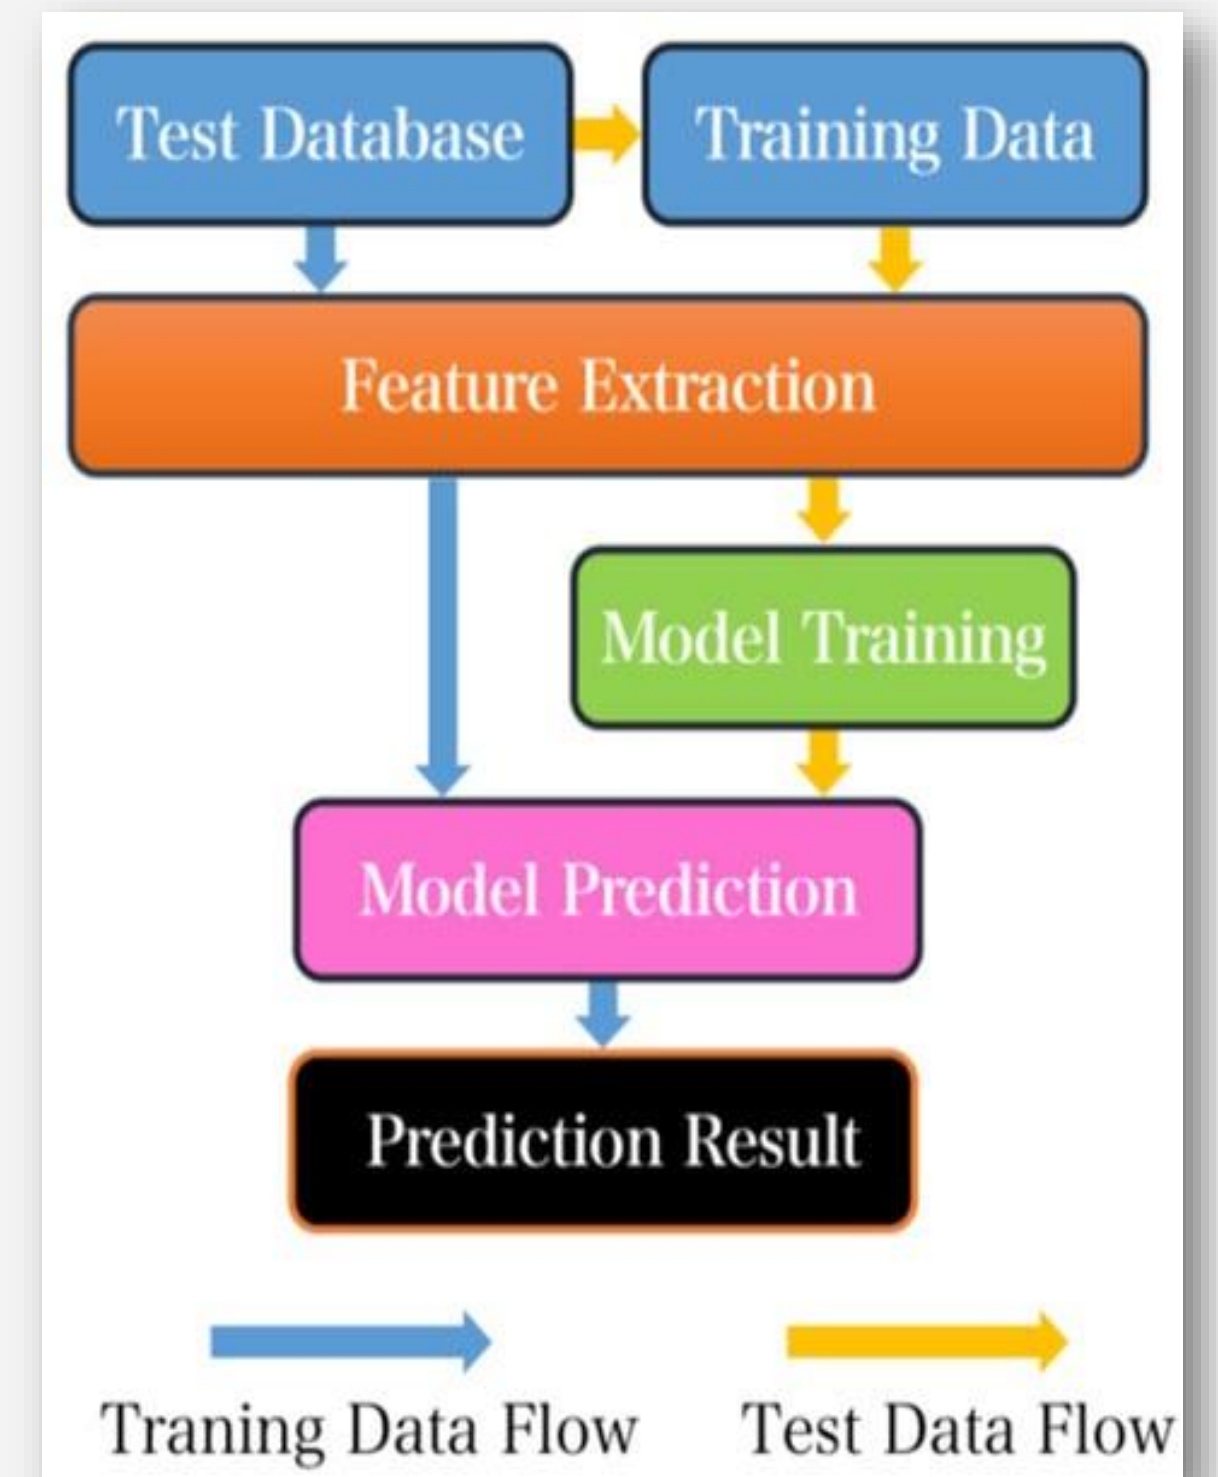 Test Database
Training Data
Feature Extraction
Model Training
Model Prediction
Prediction Result
Traning Data Flow
Test Data Flow